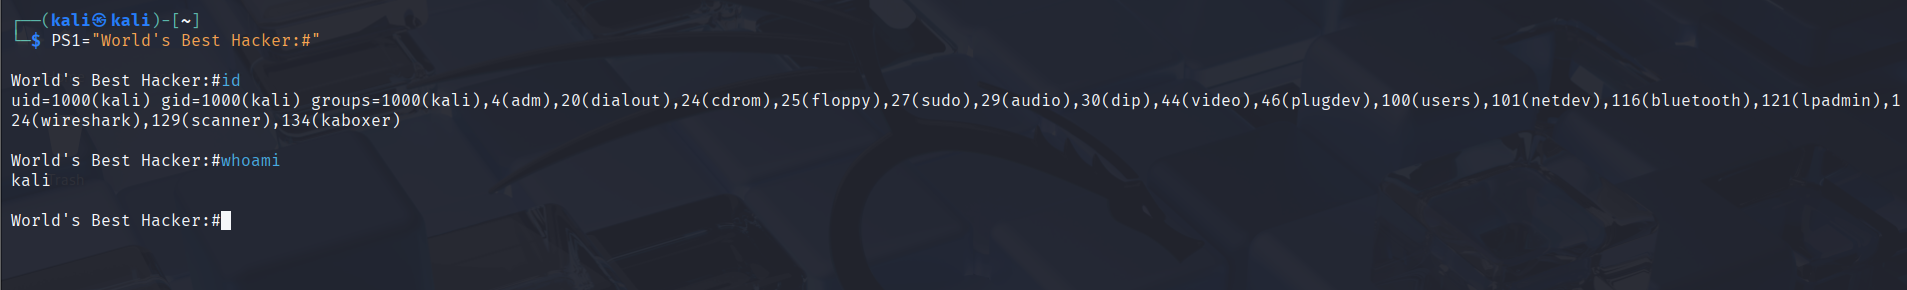 ┌──(kali㉿kali)-[~]
└─$ PS1="World's Best Hacker:#"
World's Best Hacker:#id
uid=1000(kali) gid=1000(kali) groups=1000(kali),4(adm),20(dialout),24(cdrom),25(floppy),27(sudo),29(audio),30(dip),44(video),46(plugdev),100(users),101(netdev),116(bluetooth),121(lpadmin),1
24(wireshark),129(scanner),134(kaboxer)
World's Best Hacker:#whoami
kali Trash
World's Best Hacker:#